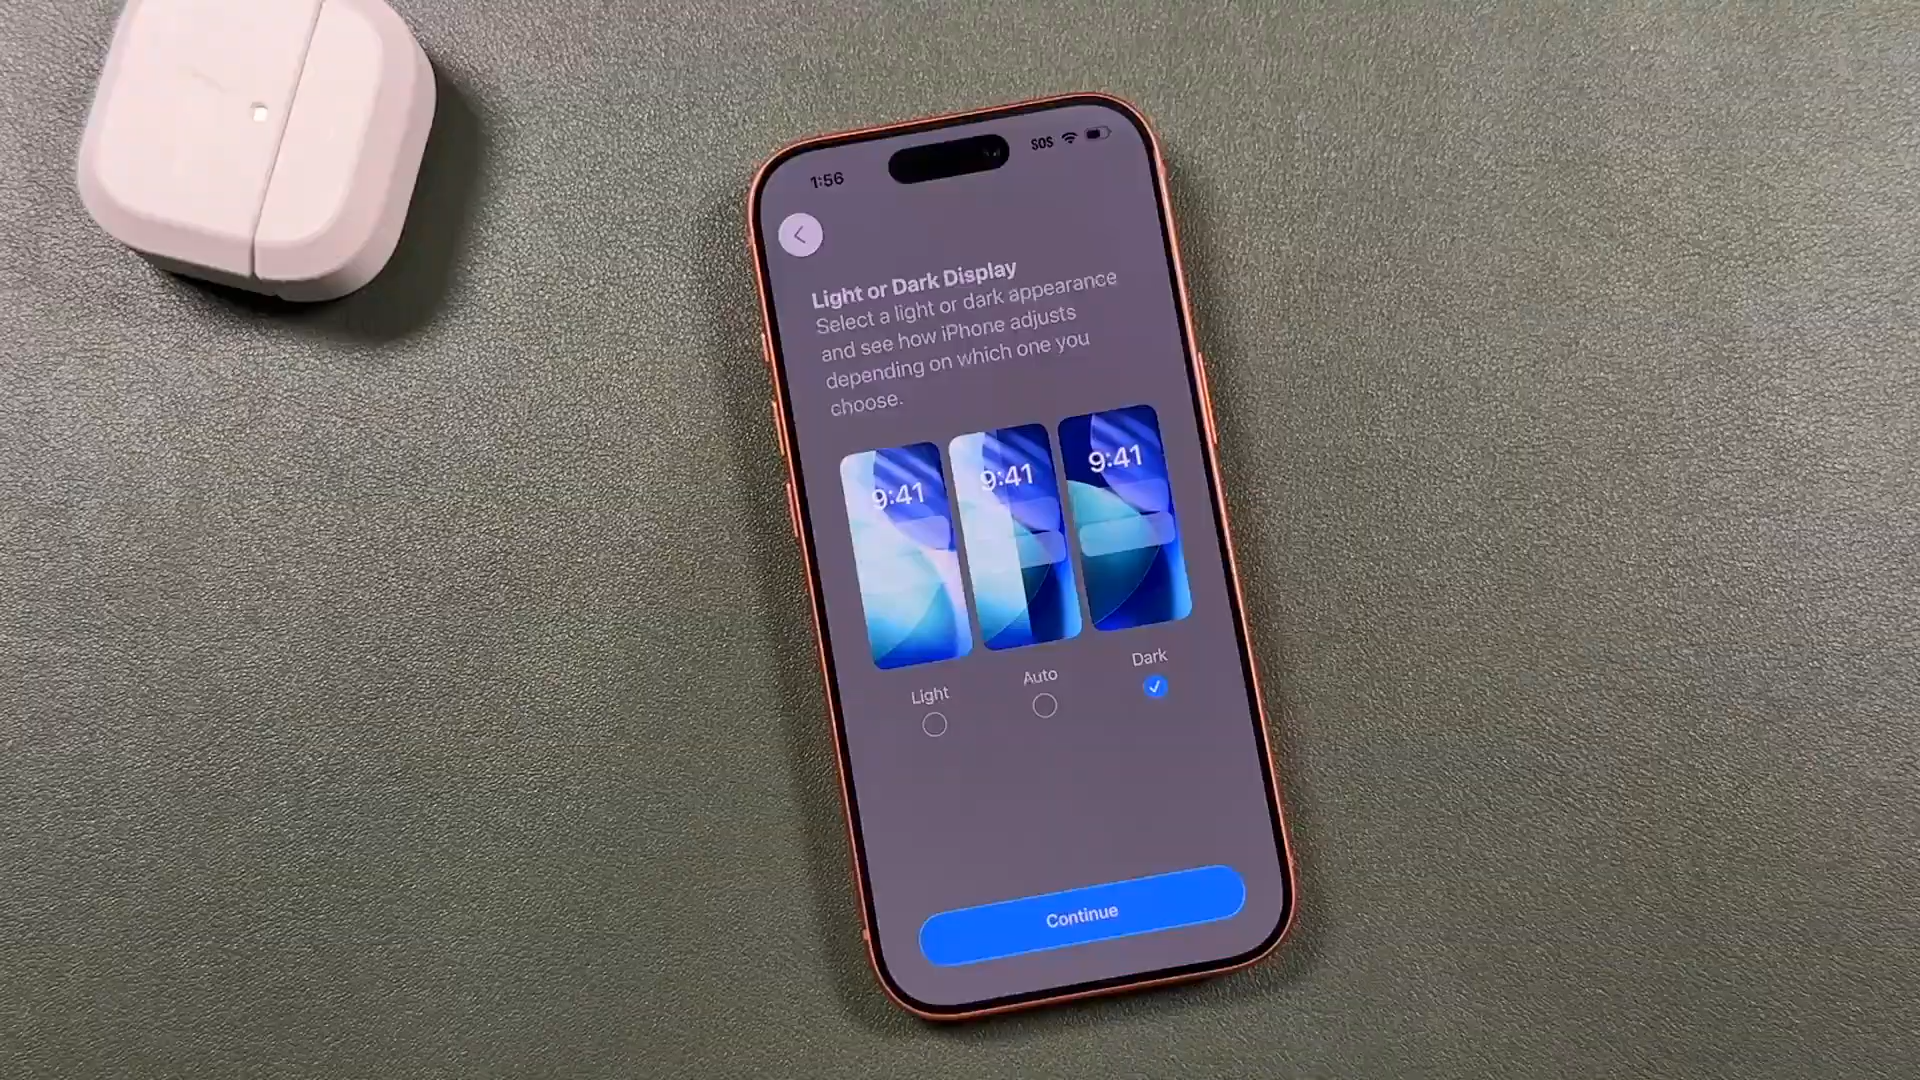 1:56
SOS
Light or Dark Display
Select a light or dark appearance
and see how iPhone adjusts
depending on which one you
choose.
9:41
9:41
9:41
Light
Auto
Dark
Continue